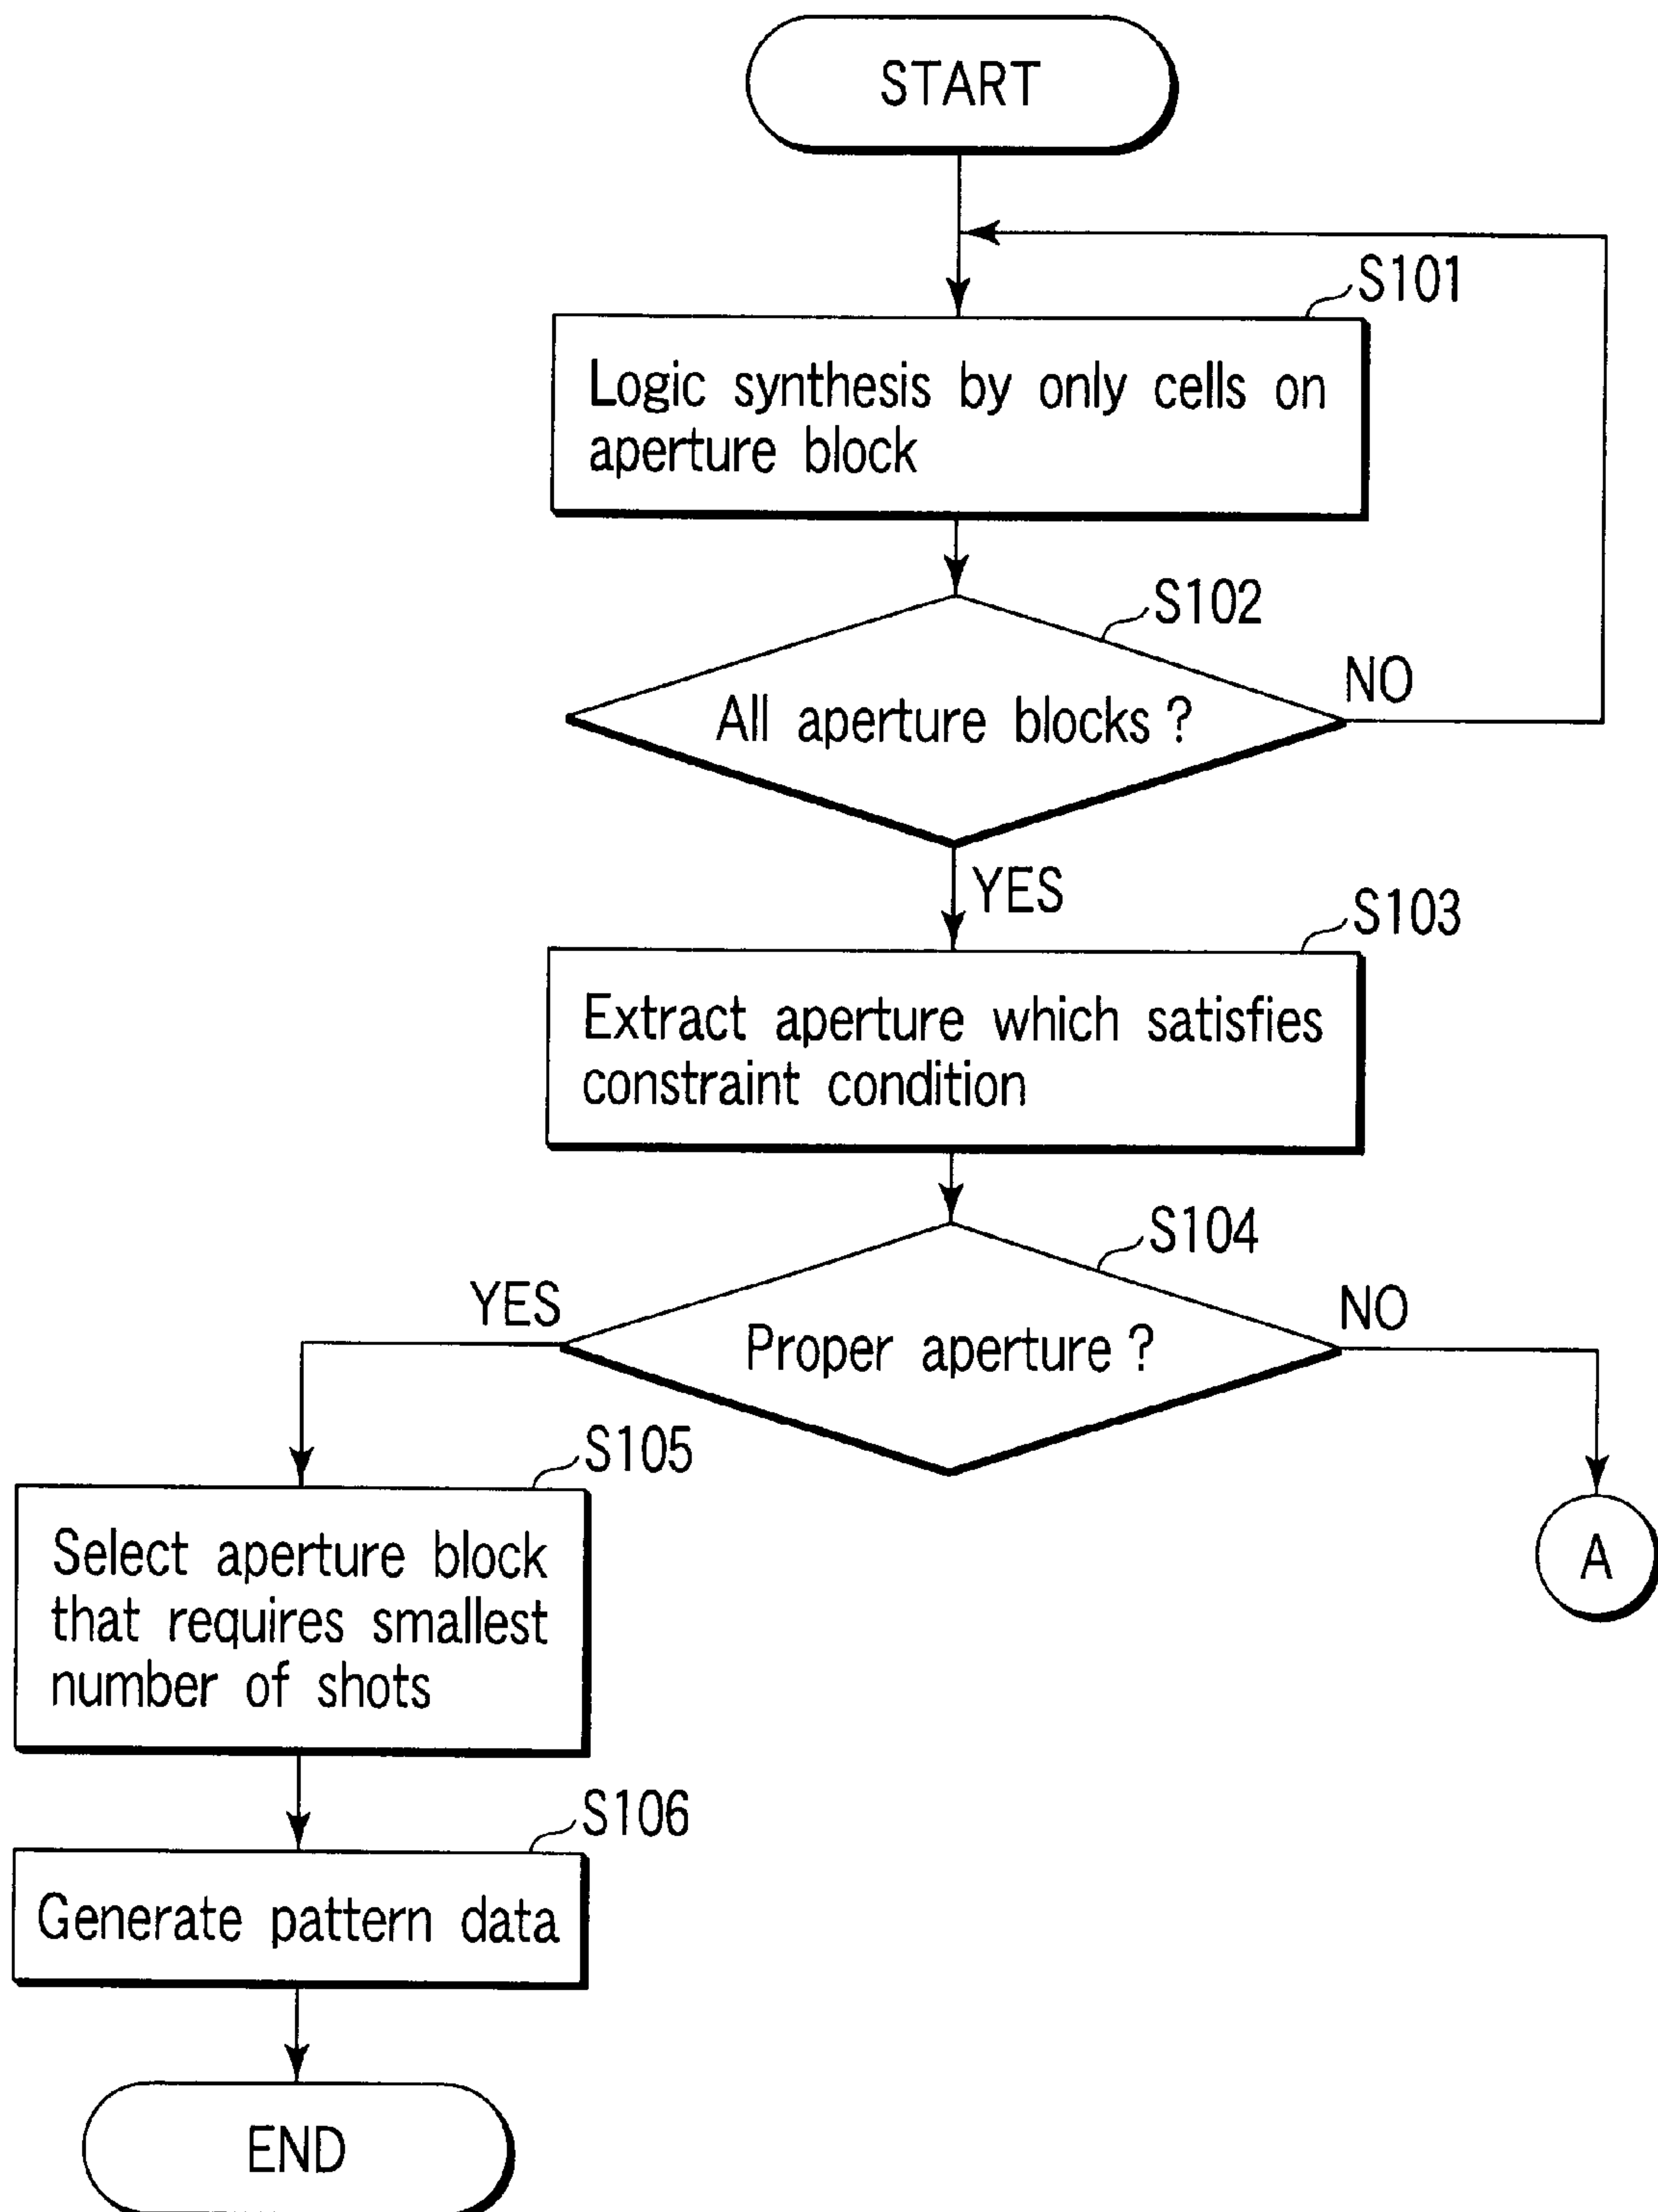 START
S101
Logic synthesis by only cells on
aperture block
S102
All aperture blocks ?
NO
YES
S103
Extract aperture which satisfies
constraint condition
S104
YES
Proper aperture ?
NO
S105
Select aperture block
that requires smallest
number of shots
A
S106
Generate pattern data
END